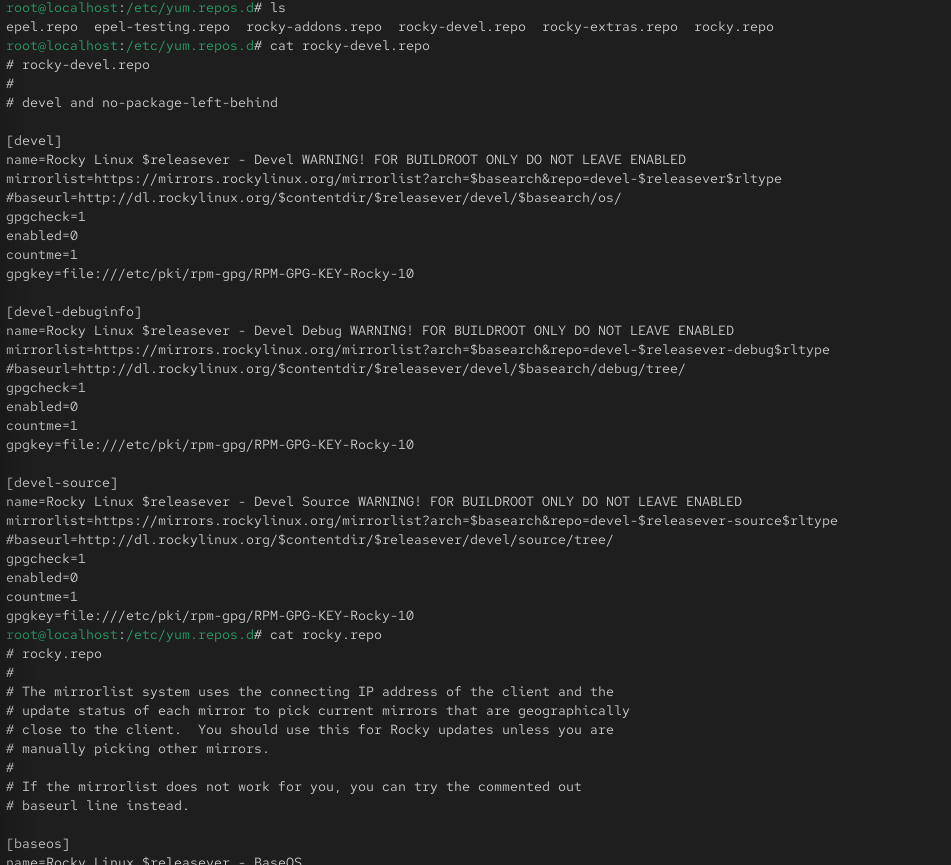 root@localhost:/etc/yum.repos.d# ls
epel.repo  epel-testing.repo  rocky-addons.repo  rocky-devel.repo  rocky-extras.repo  rocky.repo
root@localhost:/etc/yum.repos.d# cat rocky-devel.repo
# rocky-devel.repo
#
# devel and no-package-left-behind

[devel]
name=Rocky Linux $releasever - Devel WARNING! FOR BUILDROOT ONLY DO NOT LEAVE ENABLED
mirrorlist=https://mirrors.rockylinux.org/mirrorlist?arch=$basearch&repo=devel-$releasever$rltype
#baseurl=http://dl.rockylinux.org/$contentdir/$releasever/devel/$basearch/os/
gpgcheck=1
enabled=0
countme=1
gpgkey=file:///etc/pki/rpm-gpg/RPM-GPG-KEY-Rocky-10

[devel-debuginfo]
name=Rocky Linux $releasever - Devel Debug WARNING! FOR BUILDROOT ONLY DO NOT LEAVE ENABLED
mirrorlist=https://mirrors.rockylinux.org/mirrorlist?arch=$basearch&repo=devel-$releasever-debug$rltype
#baseurl=http://dl.rockylinux.org/$contentdir/$releasever/devel/$basearch/debug/tree/
gpgcheck=1
enabled=0
countme=1
gpgkey=file:///etc/pki/rpm-gpg/RPM-GPG-KEY-Rocky-10

[devel-source]
name=Rocky Linux $releasever - Devel Source WARNING! FOR BUILDROOT ONLY DO NOT LEAVE ENABLED
mirrorlist=https://mirrors.rockylinux.org/mirrorlist?arch=$basearch&repo=devel-$releasever-source$rltype
#baseurl=http://dl.rockylinux.org/$contentdir/$releasever/devel/source/tree/
gpgcheck=1
enabled=0
countme=1
gpgkey=file:///etc/pki/rpm-gpg/RPM-GPG-KEY-Rocky-10
root@localhost:/etc/yum.repos.d# cat rocky.repo
# rocky.repo
#
# The mirrorlist system uses the connecting IP address of the client and the
# update status of each mirror to pick current mirrors that are geographically
# close to the client.  You should use this for Rocky updates unless you are
# manually picking other mirrors.
#
# If the mirrorlist does not work for you, you can try the commented out
# baseurl line instead.

[baseos]
name=Rocky Linux $releasever - BaseOS